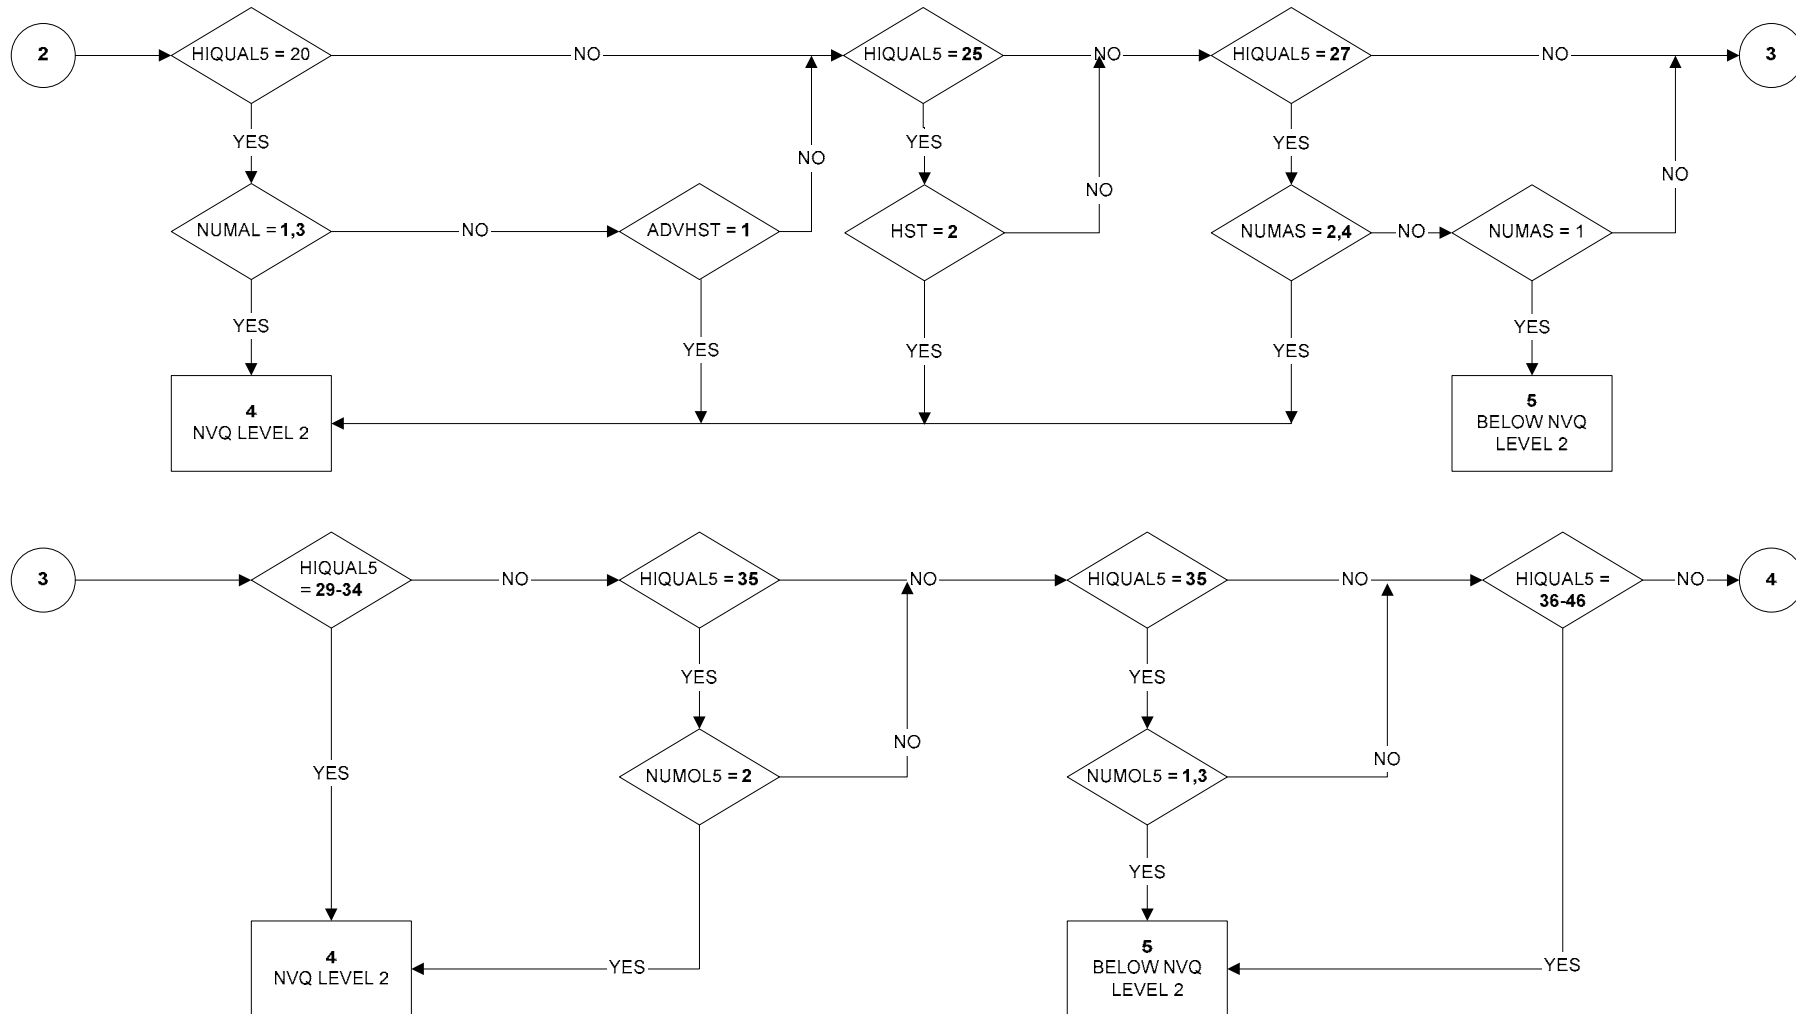 2
HIQUAL5 = 20
NO
HIQUAL5 = 25
NO
HIQUAL5 = 27
NO
3
YES
YES
YES
NO
NO
NO
NUMAL = 1,3
NO
ADVHST = 1
HST = 2
NUMAS = 2,4
NO
NUMAS = 1
YES
YES
YES
YES
YES
4
NVQ LEVEL 2
5
BELOW NVQ
LEVEL 2
3
HIQUAL5
= 29-34
NO
HIQUAL5 = 35
NO
HIQUAL5 = 35
NO
HIQUAL5 =
36-46
NO
4
YES
YES
NO
NO
YES
NUMOL5 = 2
NUMOL5 = 1,3
YES
4
NVQ LEVEL 2
YES
5
BELOW NVQ
LEVEL 2
YES